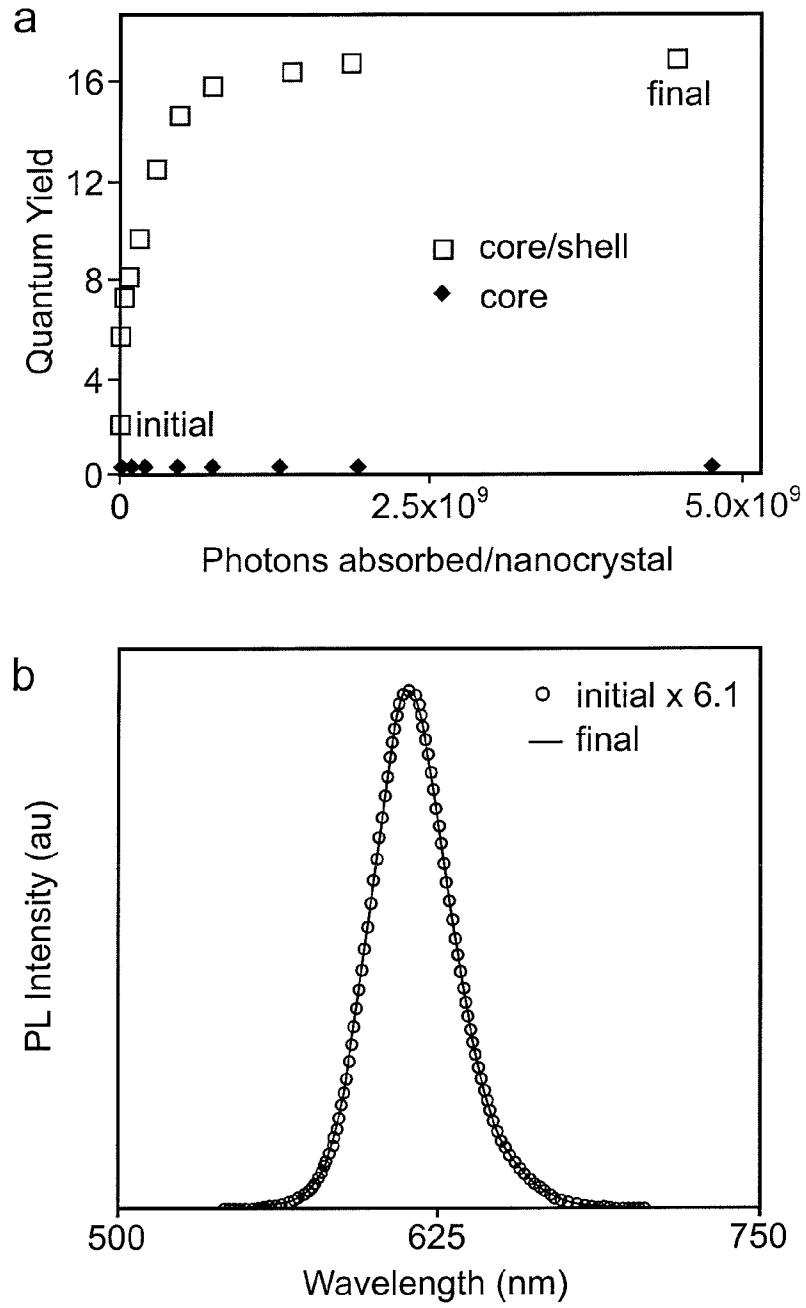 a
Quantum Yield
16
12
8
4
0
final
core/shell
core
initial
0
2.5x10⁹
5.0x10⁹
Photons absorbed/nanocrystal
b
PL Intensity (au)
initial x 6.1
final
500
625
750
Wavelength (nm)